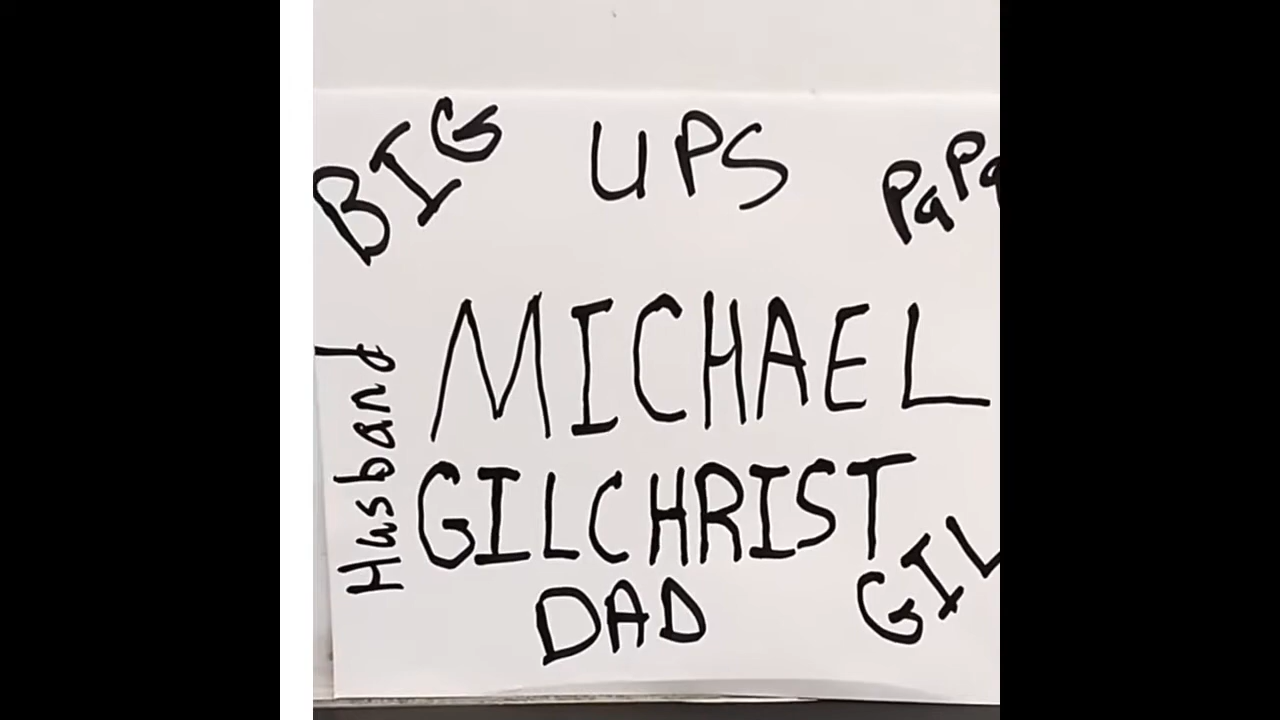 BIG UPS PaPa
MICHAEL
Husband
GILCHRIST
GIL
DAD